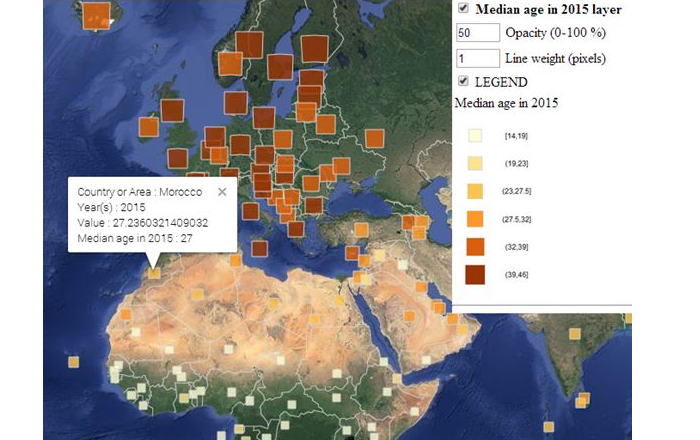 Median age in 2015 layer
50 Opacity (0-100 %)
1 Line weight (pixels)
LEGEND
Median age in 2015
[14,19]
(19,23]
(23,27.5]
(27.5,32]
(32,39]
(39,46]
Country or Area : Morocco
Year(s) : 2015
Value : 27.2360321409032
Median age in 2015 : 27